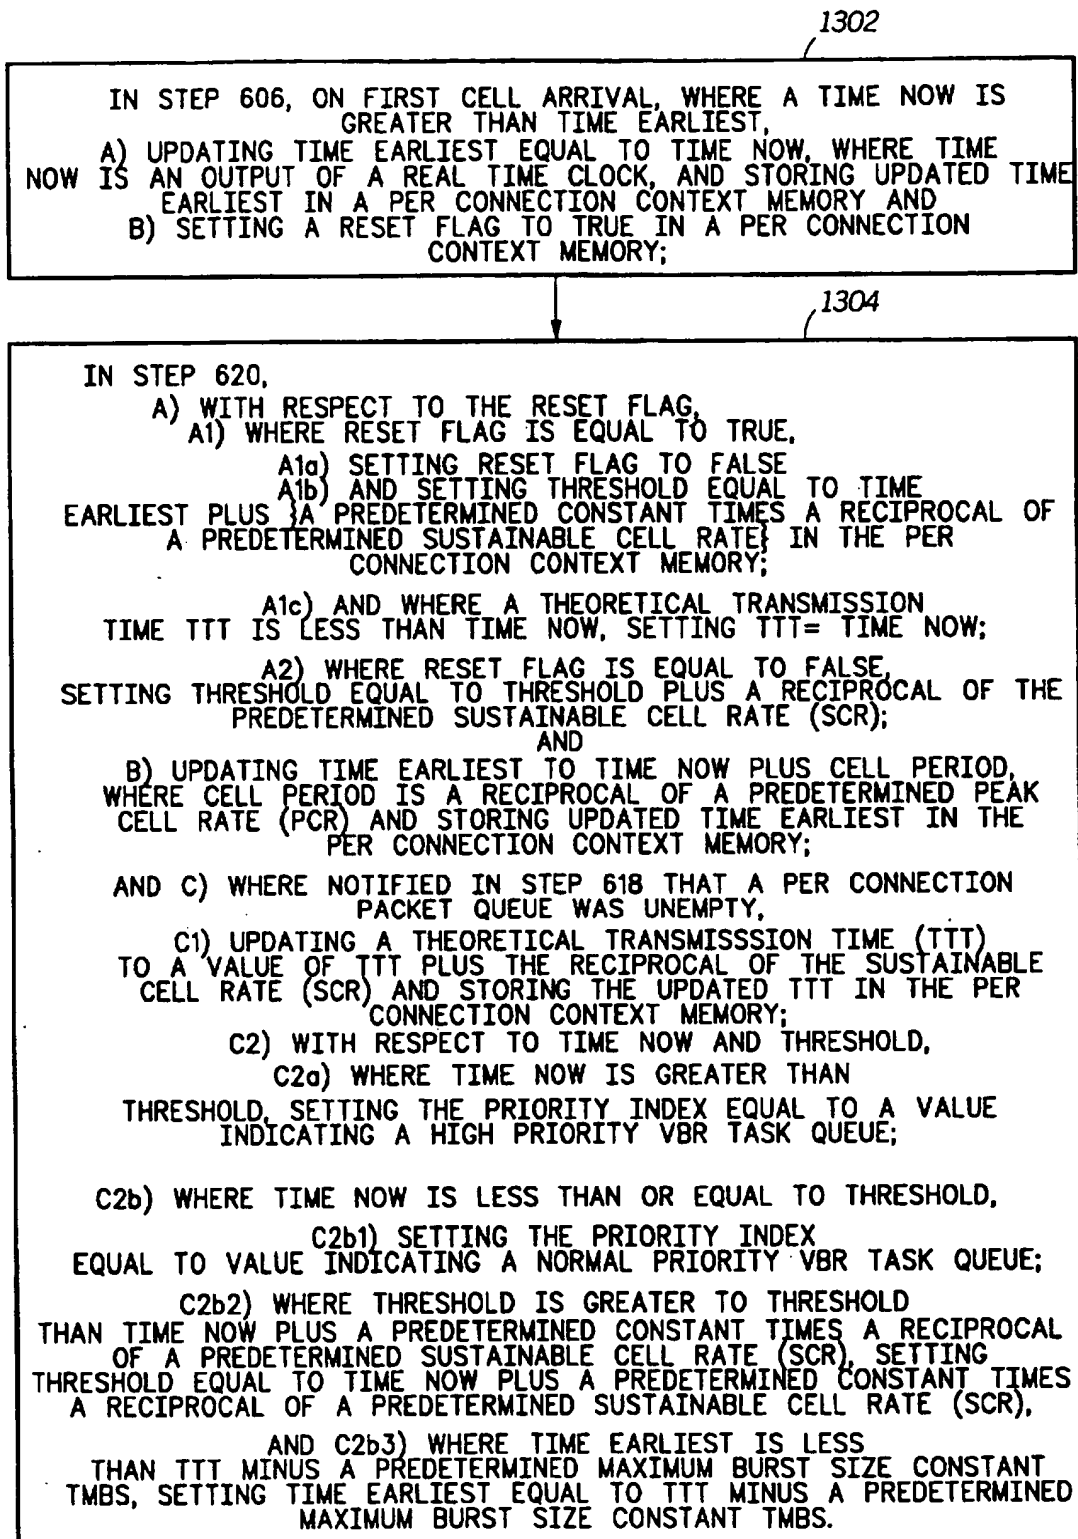 1302
IN STEP 606, ON FIRST CELL ARRIVAL, WHERE A TIME NOW IS
GREATER THAN TIME EARLIEST,
A) UPDATING TIME EARLIEST EQUAL TO TIME NOW, WHERE TIME
NOW IS AN OUTPUT OF A REAL TIME CLOCK, AND STORING UPDATED TIME
EARLIEST IN A PER CONNECTION CONTEXT MEMORY AND
B) SETTING A RESET FLAG TO TRUE IN A PER CONNECTION
CONTEXT MEMORY;
1304
IN STEP 620,
A) WITH RESPECT TO THE RESET FLAG,
A1) WHERE RESET FLAG IS EQUAL TO TRUE,
A1a) SETTING RESET FLAG TO FALSE
A1b) AND SETTING THRESHOLD EQUAL TO TIME
EARLIEST PLUS }A PREDETERMINED CONSTANT TIMES A RECIPROCAL OF
A PREDETERMINED SUSTAINABLE CELL RATE} IN THE PER
CONNECTION CONTEXT MEMORY;
A1c) AND WHERE A THEORETICAL TRANSMISSION
TIME TTT IS LESS THAN TIME NOW, SETTING TTT= TIME NOW;
A2) WHERE RESET FLAG IS EQUAL TO FALSE,
SETTING THRESHOLD EQUAL TO THRESHOLD PLUS A RECIPROCAL OF THE
PREDETERMINED SUSTAINABLE CELL RATE (SCR);
AND
B) UPDATING TIME EARLIEST TO TIME NOW PLUS CELL PERIOD,
WHERE CELL PERIOD IS A RECIPROCAL OF A PREDETERMINED PEAK
CELL RATE (PCR) AND STORING UPDATED TIME EARLIEST IN THE
PER CONNECTION CONTEXT MEMORY;
AND C) WHERE NOTIFIED IN STEP 618 THAT A PER CONNECTION
PACKET QUEUE WAS UNEMPTY,
C1) UPDATING A THEORETICAL TRANSMISSSION TIME (TTT)
TO A VALUE OF TTT PLUS THE RECIPROCAL OF THE SUSTAINABLE
CELL RATE (SCR) AND STORING THE UPDATED TTT IN THE PER
CONNECTION CONTEXT MEMORY;
C2) WITH RESPECT TO TIME NOW AND THRESHOLD,
C2a) WHERE TIME NOW IS GREATER THAN
THRESHOLD, SETTING THE PRIORITY INDEX EQUAL TO A VALUE
INDICATING A HIGH PRIORITY VBR TASK QUEUE;
C2b) WHERE TIME NOW IS LESS THAN OR EQUAL TO THRESHOLD,
C2b1) SETTING THE PRIORITY INDEX
EQUAL TO VALUE INDICATING A NORMAL PRIORITY VBR TASK QUEUE;
C2b2) WHERE THRESHOLD IS GREATER TO THRESHOLD
THAN TIME NOW PLUS A PREDETERMINED CONSTANT TIMES A RECIPROCAL
OF A PREDETERMINED SUSTAINABLE CELL RATE (SCR), SETTING
THRESHOLD EQUAL TO TIME NOW PLUS A PREDETERMINED CONSTANT TIMES
A RECIPROCAL OF A PREDETERMINED SUSTAINABLE CELL RATE (SCR),
AND C2b3) WHERE TIME EARLIEST IS LESS
THAN TTT MINUS A PREDETERMINED MAXIMUM BURST SIZE CONSTANT
TMBS, SETTING TIME EARLIEST EQUAL TO TTT MINUS A PREDETERMINED
MAXIMUM BURST SIZE CONSTANT TMBS.